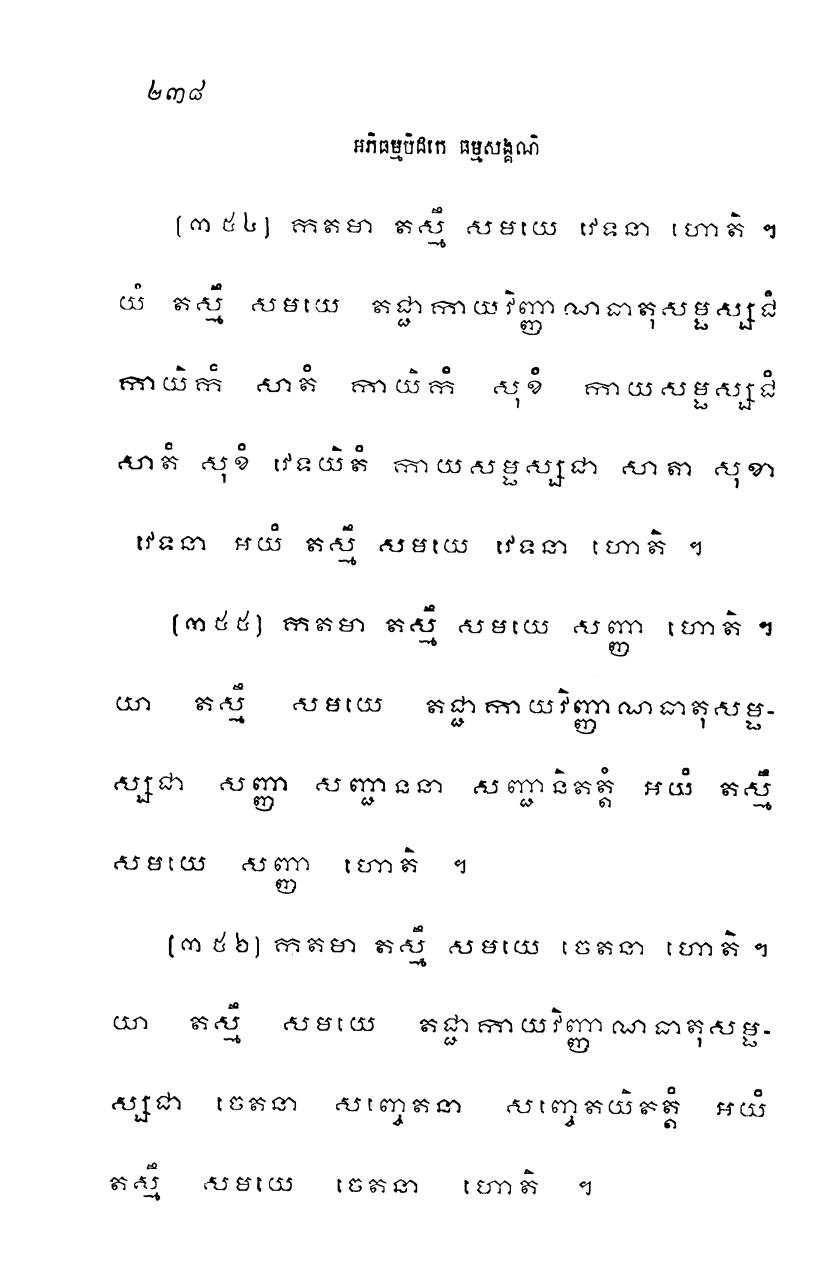 ២៣៨
អភិធម្មបិដកេ ធម្មសង្គណិ
(៣៥៤) កតមា តស្មឹ សមយេ វេទនា ហោតិ ។
យំ តស្មឹ សមយេ តជ្ជាកាយវិញ្ញាណធាតុសម្ផស្សជំ
កាយិកំ សាតំ កាយិកំ សុខំ កាយសម្ផស្សជំ
សាតំ សុខំ វេទយិតំ កាយសម្ផស្សជា សាតា សុខា
វេទនា អយំ តស្មឹ សមយេ វេទនា ហោតិ ។
(៣៥៥) កតមា តស្មឹ សមយេ សញ្ញា ហោតិ ។
យា តស្មឹ សមយេ តជ្ជាកាយវិញ្ញាណធាតុសម្ផ-
ស្សជា សញ្ញា សញ្ជាននា សញ្ជានិតត្តំ អយំ តស្មឹ
សមយេ សញ្ញា ហោតិ ។
(៣៥៦) កតមា តស្មឹ សមយេ ចេតនា ហោតិ ។
យា តស្មឹ សមយេ តជ្ជាកាយវិញ្ញាណធាតុសម្ផ-
ស្សជា ចេតនា សញ្ចេតនា សញ្ចេតយិតត្តំ អយំ
តស្មឹ សមយេ ចេតនា ហោតិ ។